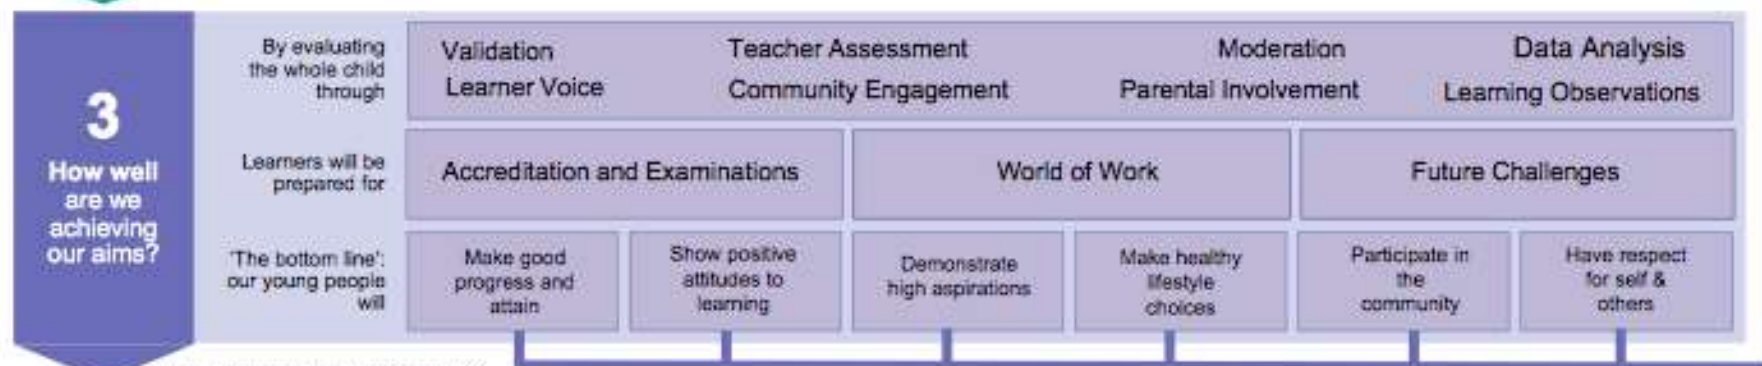 3
How well
are we
achieving
our aims?
By evaluating
the whole child
through
Validation Teacher Assessment Moderation Data Analysis
Learner Voice Community Engagement Parental Involvement Learning Observations
Learners will be
prepared for
Accreditation and Examinations
World of Work
Future Challenges
'The bottom line':
our young people
will
Make good
progress and
attain
Show positive
attitudes to
learning
Demonstrate
high aspirations
Make healthy
lifestyle
choices
Participate in
the
community
Have respect
for self &
others